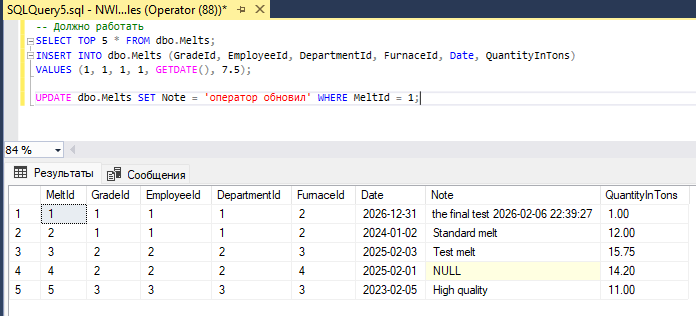 SQLQuery5.sql - NWI...les (Operator (88))*
-- Должно работать
SELECT TOP 5 * FROM dbo.Melts;
INSERT INTO dbo.Melts (GradeId, EmployeeId, DepartmentId, FurnaceId, Date, QuantityInTons)
VALUES (1, 1, 1, 1, GETDATE(), 7.5);
UPDATE dbo.Melts SET Note = 'оператор обновил' WHERE MeltId = 1;
84 %
Результаты Сообщения
MeltId GradeId EmployeeId DepartmentId FurnaceId Date Note QuantityInTons
1 1 1 1 1 2 2026-12-31 the final test 2026-02-06 22:39:27 1.00
2 2 1 1 1 2 2024-01-02 Standard melt 12.00
3 3 2 2 2 3 2025-02-03 Test melt 15.75
4 4 2 2 2 4 2025-02-01 NULL 14.20
5 5 3 3 3 3 2023-02-05 High quality 11.00